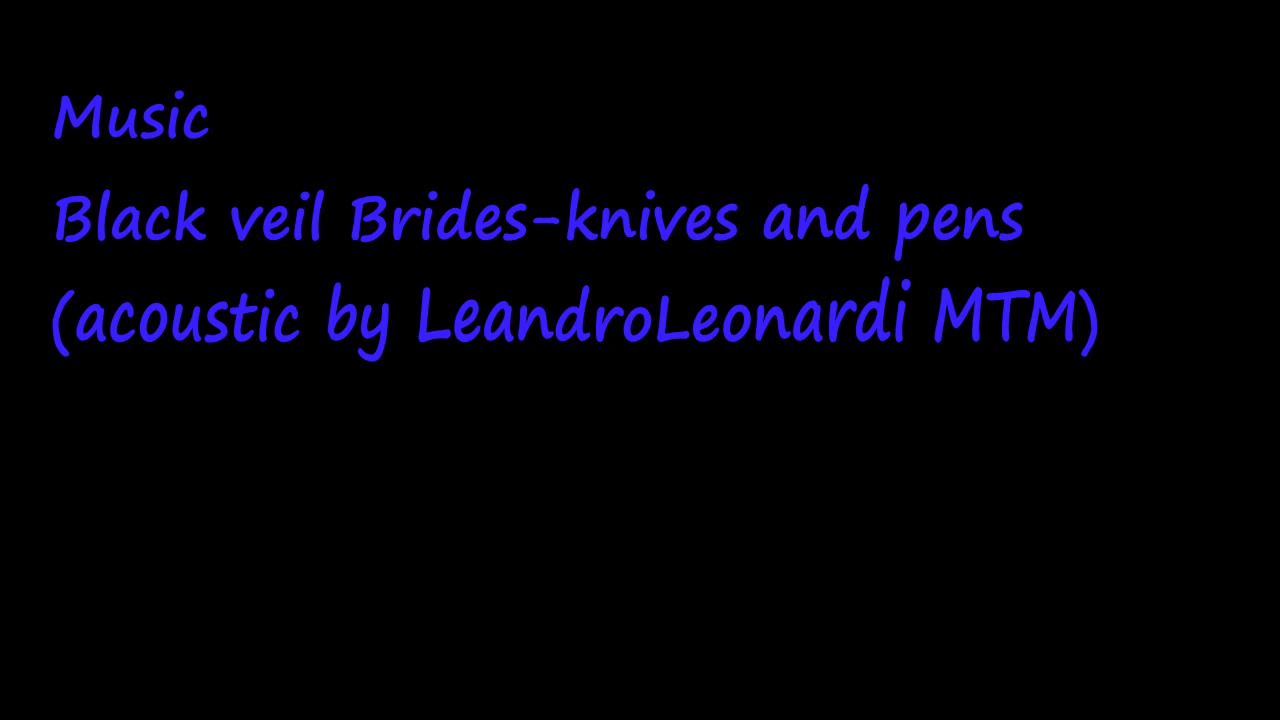 Music
Black veil Brides-knives and pens
(acoustic by LeandroLeonardi MTM)